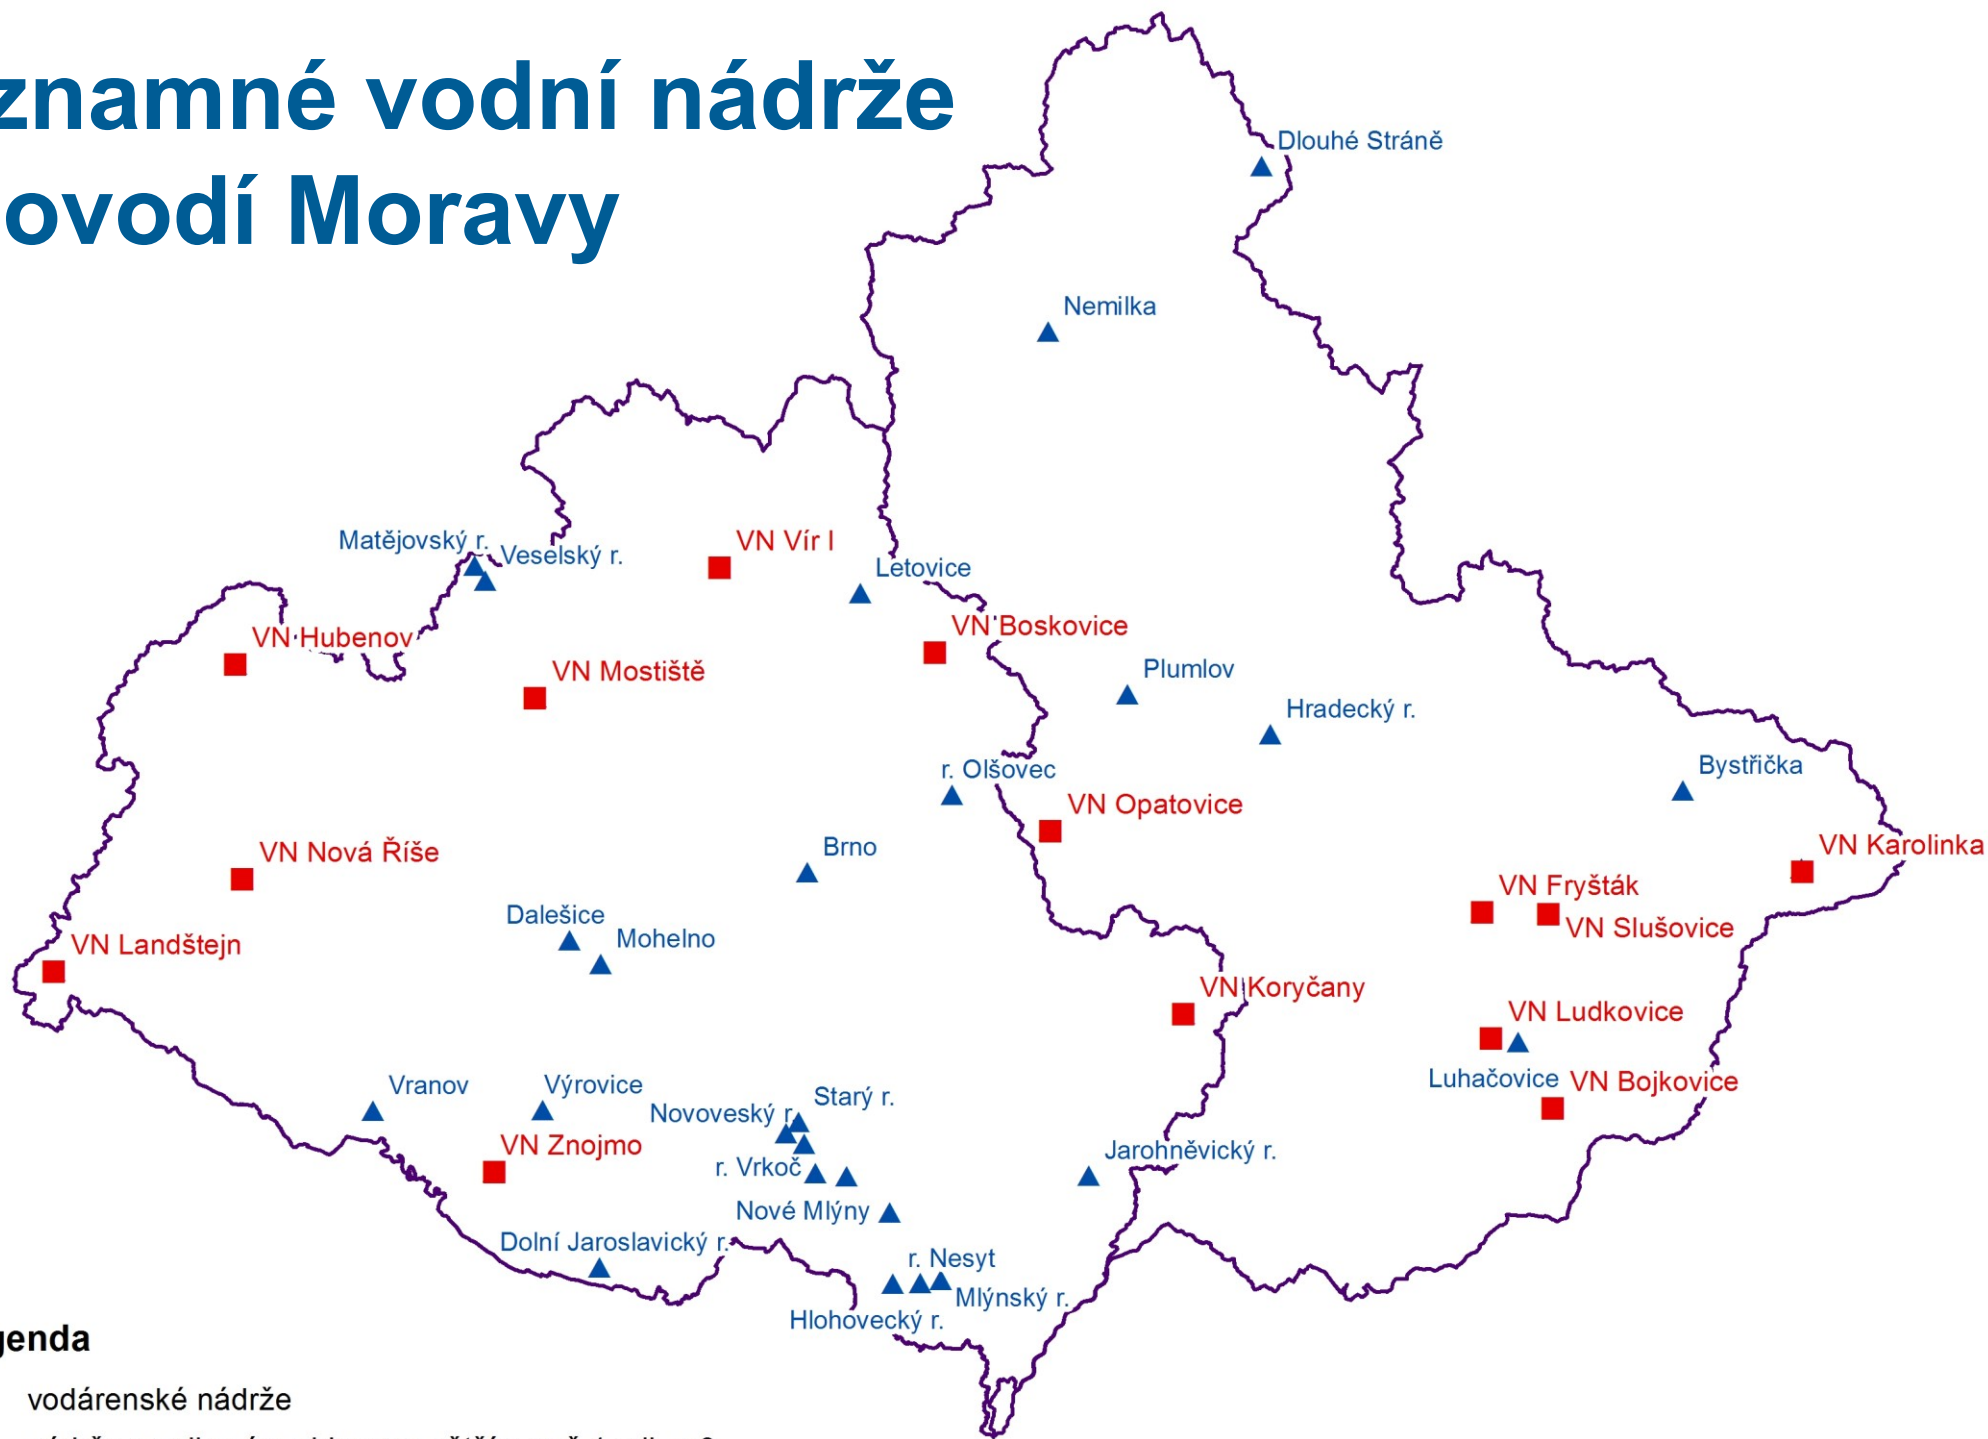 znamné vodní nádrže
ovodí Moravy
Dlouhé Stráně
Nemilka
Matějovský r.
Veselský r.
VN Vír I
Letovice
VN Hubenov
VN Boskovice
VN Mostiště
Plumlov
Hradecký r.
r. Olšovec
Bystřička
VN Opatovice
VN Nová Říše
Brno
VN Karolinka
VN Fryšták
Dalešice
VN Slušovice
VN Landštejn
Mohelno
VN Koryčany
VN Ludkovice
Luhačovice
VN Bojkovice
Vranov
Výrovice
Starý r.
Novoveský r.
VN Znojmo
r. Vrkoč
Jarohněvický r.
Nové Mlýny
Dolní Jaroslavický r.
r. Nesyt
Mlýnský r.
Hlohovecký r.
genda
vodárenské nádrže